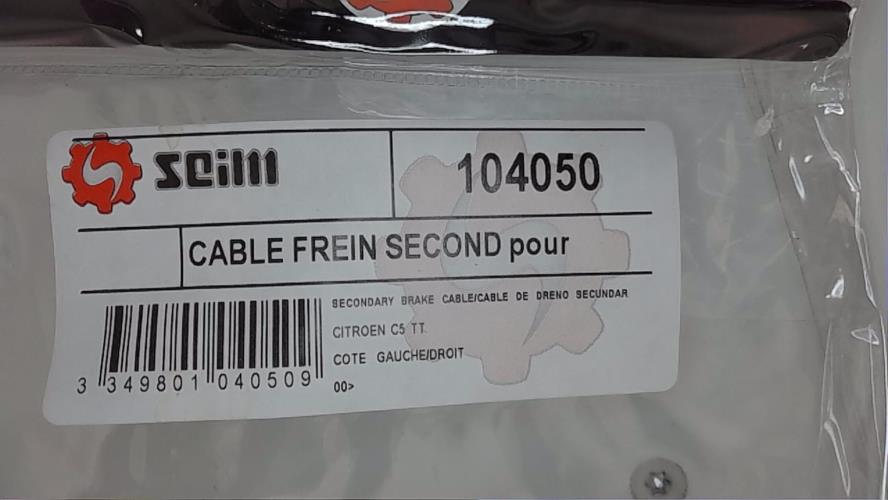 seim
104050
CABLE FREIN SECOND pour
SECONDARY BRAKE CABLE/CABLE DE DRENO SECUNDAR
CITROEN C5 TT.
COTE GAUCHE/DROIT
00>
3 349801 040509